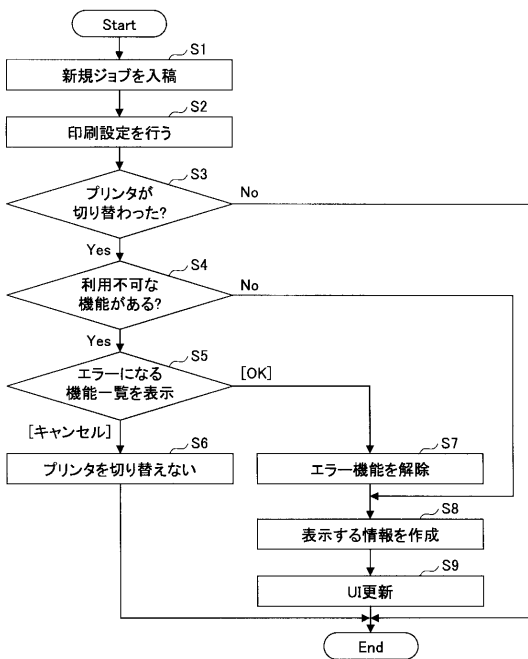 Start
S1
新規ジョブを入稿
S2
印刷設定を行う
S3
プリンタが
切り替わった?
No
Yes
S4
利用不可な
機能がある?
No
Yes
S5
エラーになる
機能一覧を表示
[OK]
[キャンセル]
S6
プリンタを切り替えない
S7
エラー機能を解除
S8
表示する情報を作成
S9
UI更新
End